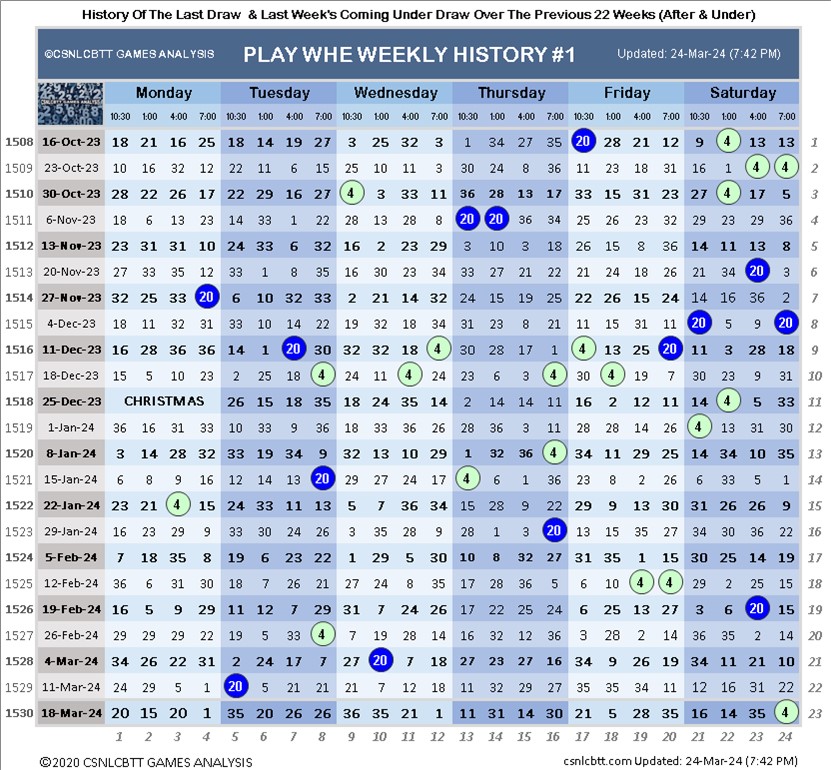 History Of The Last Draw & Last Week's Coming Under Draw Over The Previous 22 Weeks (After & Under)
©CSNLCBTT GAMES ANALYSIS PLAY WHE WEEKLY HISTORY #1 Updated: 24-Mar-24 (7:42 PM)
Monday Tuesday Wednesday Thursday Friday Saturday
10:30 1:00 4:00 7:00 10:30 1:00 4:00 7:00 10:30 1:00 4:00 7:00 10:30 1:00 4:00 7:00 10:30 1:00 4:00 7:00 10:30 1:00 4:00 7:00
1508 16-Oct-23 18 21 16 25 18 14 19 27 3 25 32 3 1 34 27 35 20 28 21 12 9 4 13 13 1
1509 23-Oct-23 10 16 32 12 22 11 6 15 25 10 11 3 30 24 8 36 11 23 18 31 16 1 4 4 2
1510 30-Oct-23 28 22 26 17 22 29 16 27 4 3 33 11 36 28 13 17 33 15 31 23 27 4 17 5 3
1511 6-Nov-23 18 6 13 23 14 33 1 22 28 13 28 8 20 20 36 34 25 26 23 32 29 23 29 36 4
1512 13-Nov-23 23 31 31 10 24 33 6 32 16 2 23 29 3 10 3 18 26 15 8 36 14 11 13 8 5
1513 20-Nov-23 27 33 35 12 33 1 8 35 16 30 23 34 33 27 21 22 21 24 18 26 21 34 20 3 6
1514 27-Nov-23 32 25 33 20 6 10 32 33 2 21 14 32 24 15 19 25 22 26 15 24 14 16 36 2 7
1515 4-Dec-23 18 11 32 31 33 10 14 22 19 32 18 34 31 23 8 21 11 15 31 11 20 5 9 20 8
1516 11-Dec-23 16 28 36 36 14 1 20 30 32 32 18 4 30 28 17 1 4 13 25 20 11 28 18 9
1517 18-Dec-23 15 5 10 23 2 25 18 4 24 11 4 24 23 6 3 4 30 4 18 19 30 23 9 31 10
1518 25-Dec-23 CHRISTMAS 26 15 18 35 18 24 35 14 2 14 14 11 16 2 12 11 14 4 5 33 11
1519 1-Jan-24 36 16 31 33 10 33 9 36 18 33 36 29 28 36 3 11 28 28 14 26 4 13 31 30 12
1520 8-Jan-24 3 14 28 32 33 19 34 9 32 13 10 29 1 32 36 4 34 11 29 25 14 34 10 35 13
1521 15-Jan-24 6 8 9 16 12 14 13 20 29 27 24 17 4 6 1 36 23 8 2 26 6 33 5 1 14
1522 22-Jan-24 23 21 4 15 24 33 11 13 5 7 36 34 15 28 9 22 29 9 13 30 31 26 26 9 15
1523 29-Jan-24 16 23 29 9 33 30 24 26 3 35 28 9 28 1 3 20 13 15 35 27 34 30 36 22 16
1524 5-Feb-24 7 18 35 8 19 6 23 22 1 29 5 30 10 8 32 27 31 35 1 15 30 25 14 19 17
1525 12-Feb-24 36 6 31 30 18 7 26 21 27 24 8 35 17 28 36 5 6 10 4 4 29 2 25 15 18
1526 19-Feb-24 16 5 9 29 11 12 7 29 31 7 24 26 17 22 25 24 6 25 13 27 3 6 20 15 19
1527 26-Feb-24 29 29 29 22 19 5 33 4 7 19 28 14 16 32 12 36 3 28 2 14 36 35 2 14 20
1528 4-Mar-24 34 26 22 31 2 24 17 7 27 20 7 18 27 23 27 16 34 9 26 19 34 11 21 10 21
1529 11-Mar-24 24 29 5 1 20 5 21 21 21 7 12 18 11 32 29 27 35 35 34 11 12 16 31 22 22
1530 18-Mar-24 20 15 20 1 35 20 26 26 36 35 21 1 11 31 14 30 21 5 28 35 16 14 35 4 23
1 2 3 4 5 6 7 8 9 10 11 12 13 14 15 16 17 18 19 20 21 22 23 24
©2020 CSNLCBTT GAMES ANALYSIS csnlcbtt.com Updated: 24-Mar-24 (7:42 PM)